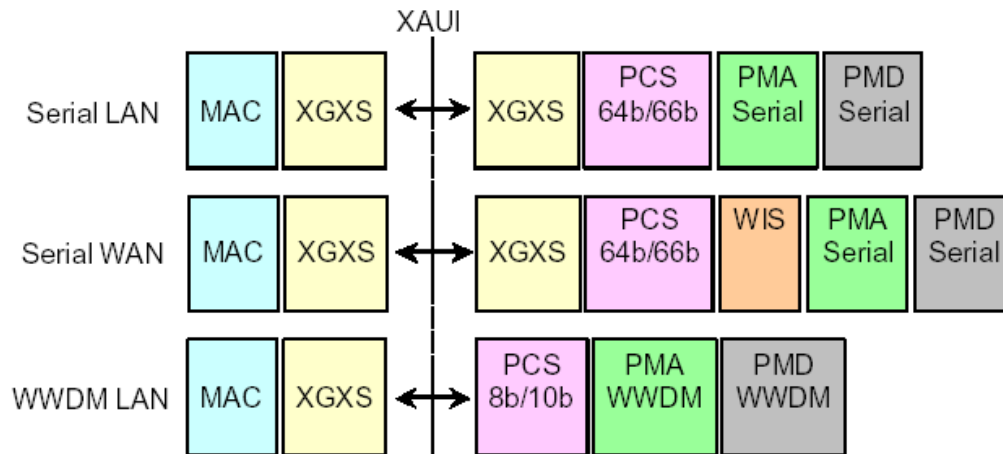 XAUI
Serial LAN
MAC
XGXS
XGXS
PCS
64b/66b
PMA
Serial
PMD
Serial
Serial WAN
MAC
XGXS
XGXS
PCS
64b/66b
WIS
PMA
Serial
PMD
Serial
WWDM LAN
MAC
XGXS
PCS
8b/10b
PMA
WWDM
PMD
WWDM